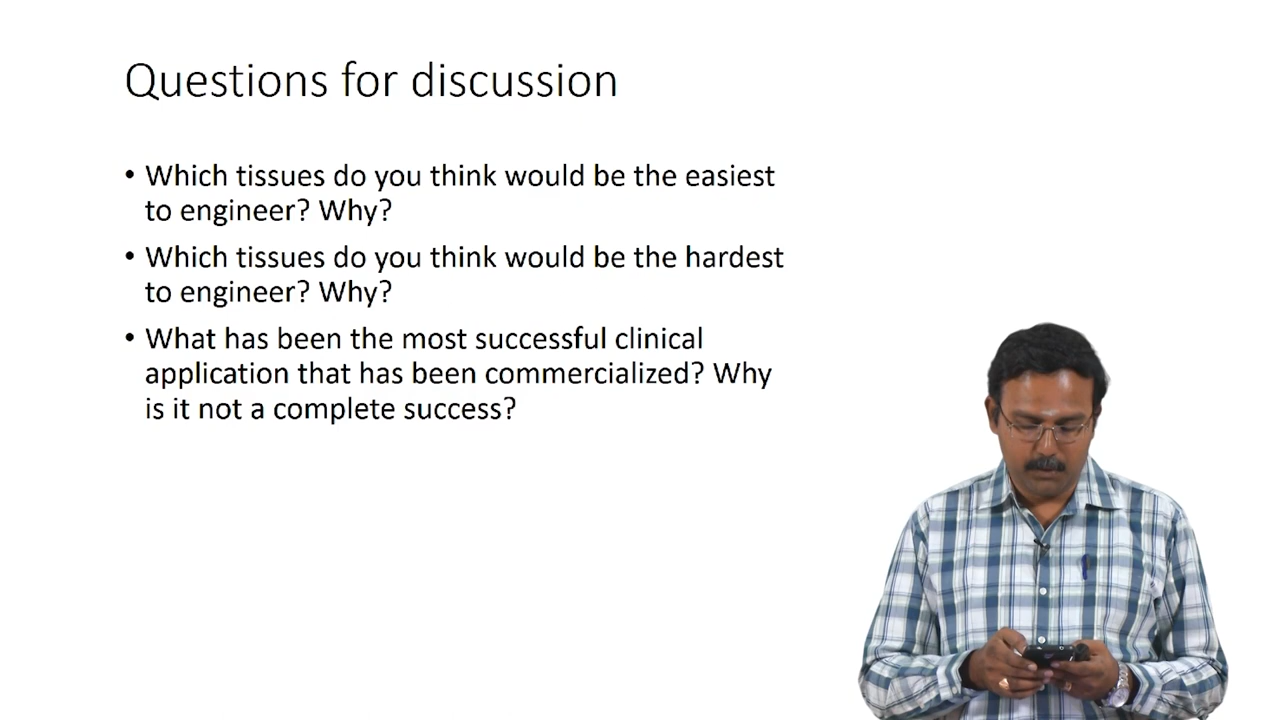 Questions for discussion
• Which tissues do you think would be the easiest
to engineer? Why?
• Which tissues do you think would be the hardest
to engineer? Why?
• What has been the most successful clinical
application that has been commercialized? Why
is it not a complete success?